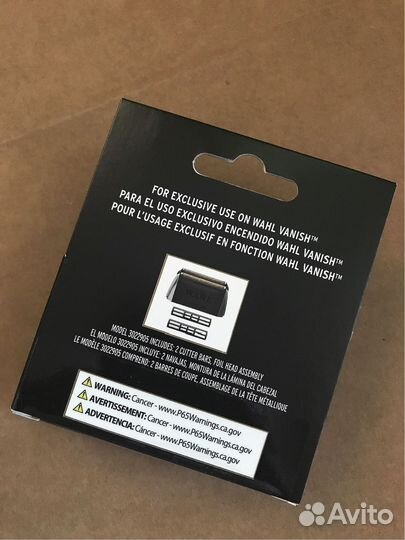 FOR EXCLUSIVE USE ON WAHL VANISH™
PARA EL USO EXCLUSIVO ENCENDIDO WAHL VANISH™
POUR L'USAGE EXCLUSIF EN FONCTION WAHL VANISH™
WAHL
MODEL 3022905 INCLUDES: 2 CUTTER BARS, FOIL HEAD ASSEMBLY
EL MODELO 3022905 INCLUYE: 2 NAVAJAS, MONTURA DE LA LÁMINA DEL CABEZAL
LE MODÈLE 3022905 COMPREND: 2 BARRES DE COUPE, ASSEMBLAGE DE LA TÊTE MÉTALLIQUE
WARNING: Cancer - www.P65Warnings.ca.gov
AVERTISSEMENT: Cancer - www.P65Warnings.ca.gov
ADVERTENCIA: Cáncer - www.P65Warnings.ca.gov
Avito